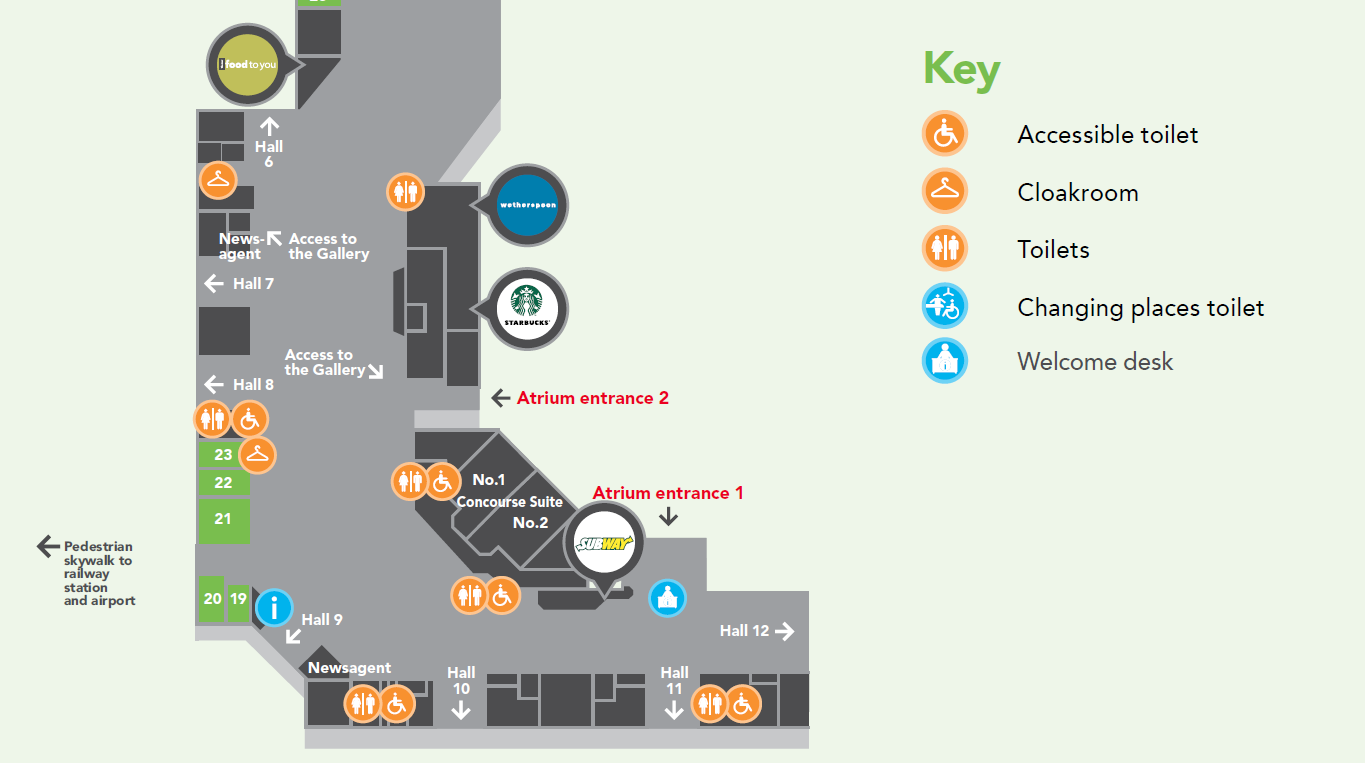 food to you
Hall
6
wetherspoon
News-
agent
Access to
the Gallery
Hall 7
STARBUCKS
Access to
the Gallery
Hall 8
Atrium entrance 2
23
22
21
No.1
Concourse Suite
No.2
Atrium entrance 1
SUBWAY
Pedestrian
skywalk to
railway
station
and airport
20
19
i
Hall 9
Hall 12
Newsagent
Hall
10
Hall
11
Key
Accessible toilet
Cloakroom
Toilets
Changing places toilet
Welcome desk